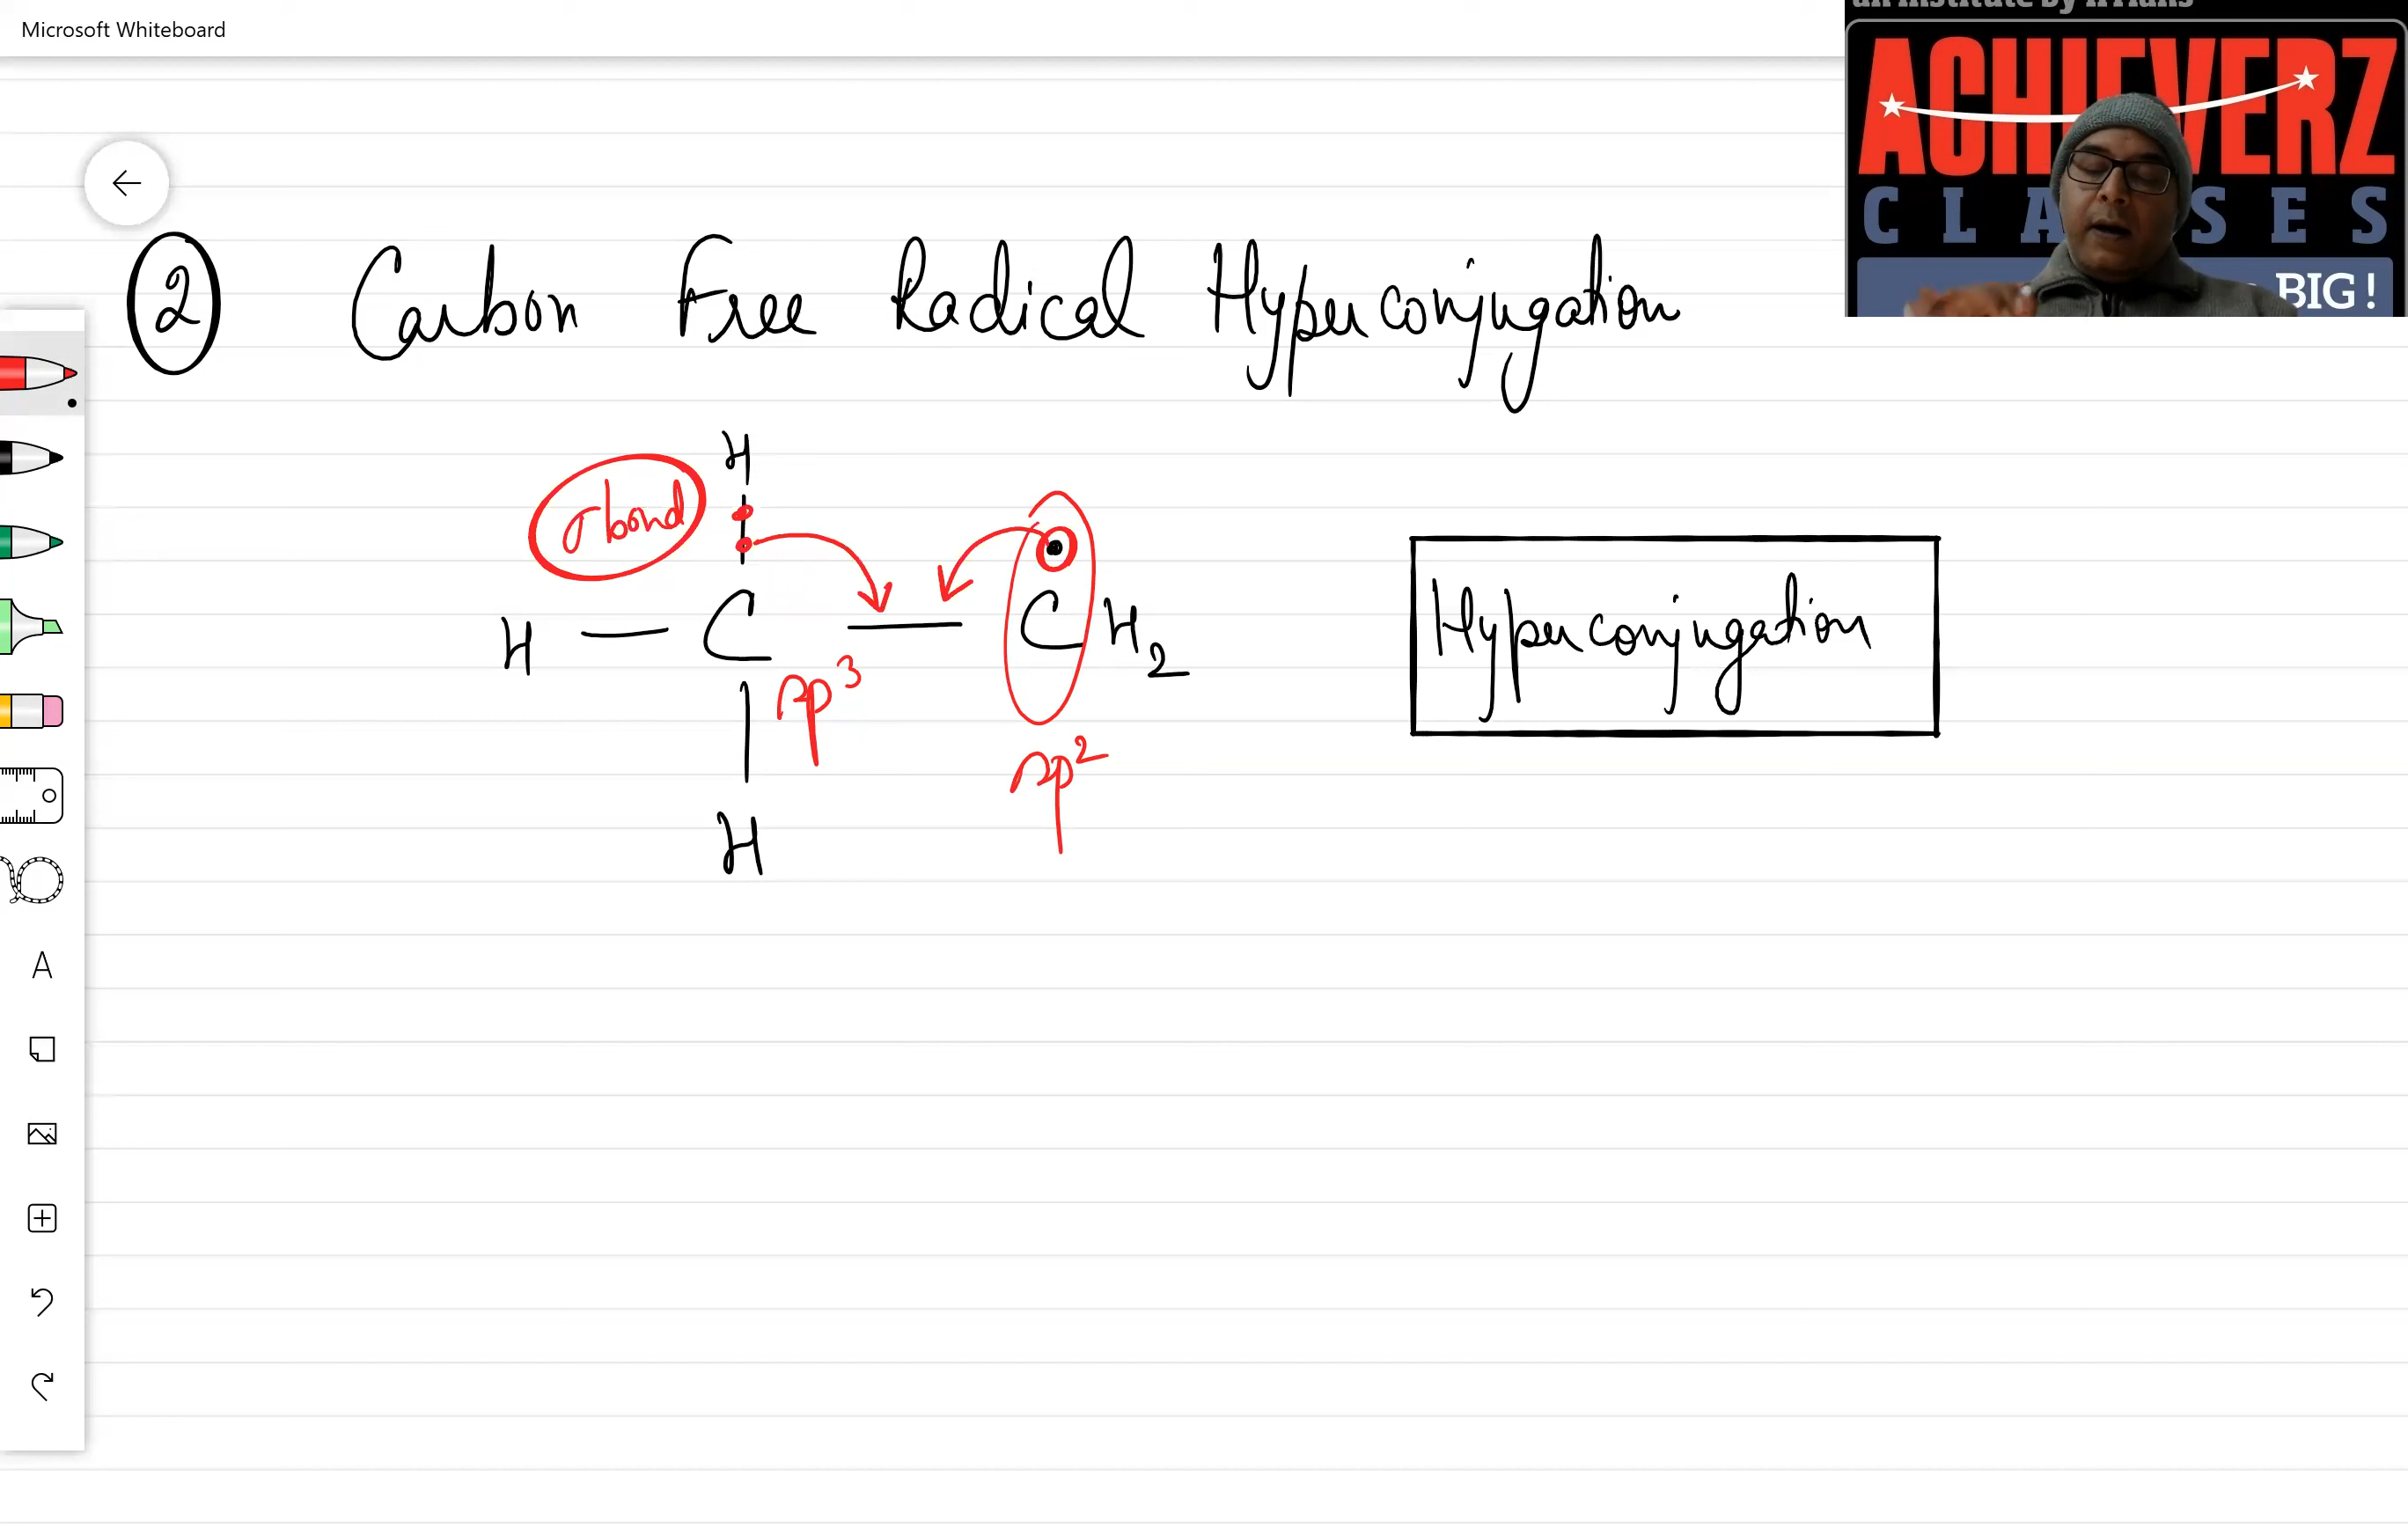 Microsoft Whiteboard
ACHIEVERZ
CLASSES
BIG!
② Carbon Free Radical Hyperconjugation
H
σ bond
H — C — CH₂
sp³
sp²
H
Hyperconjugation
A